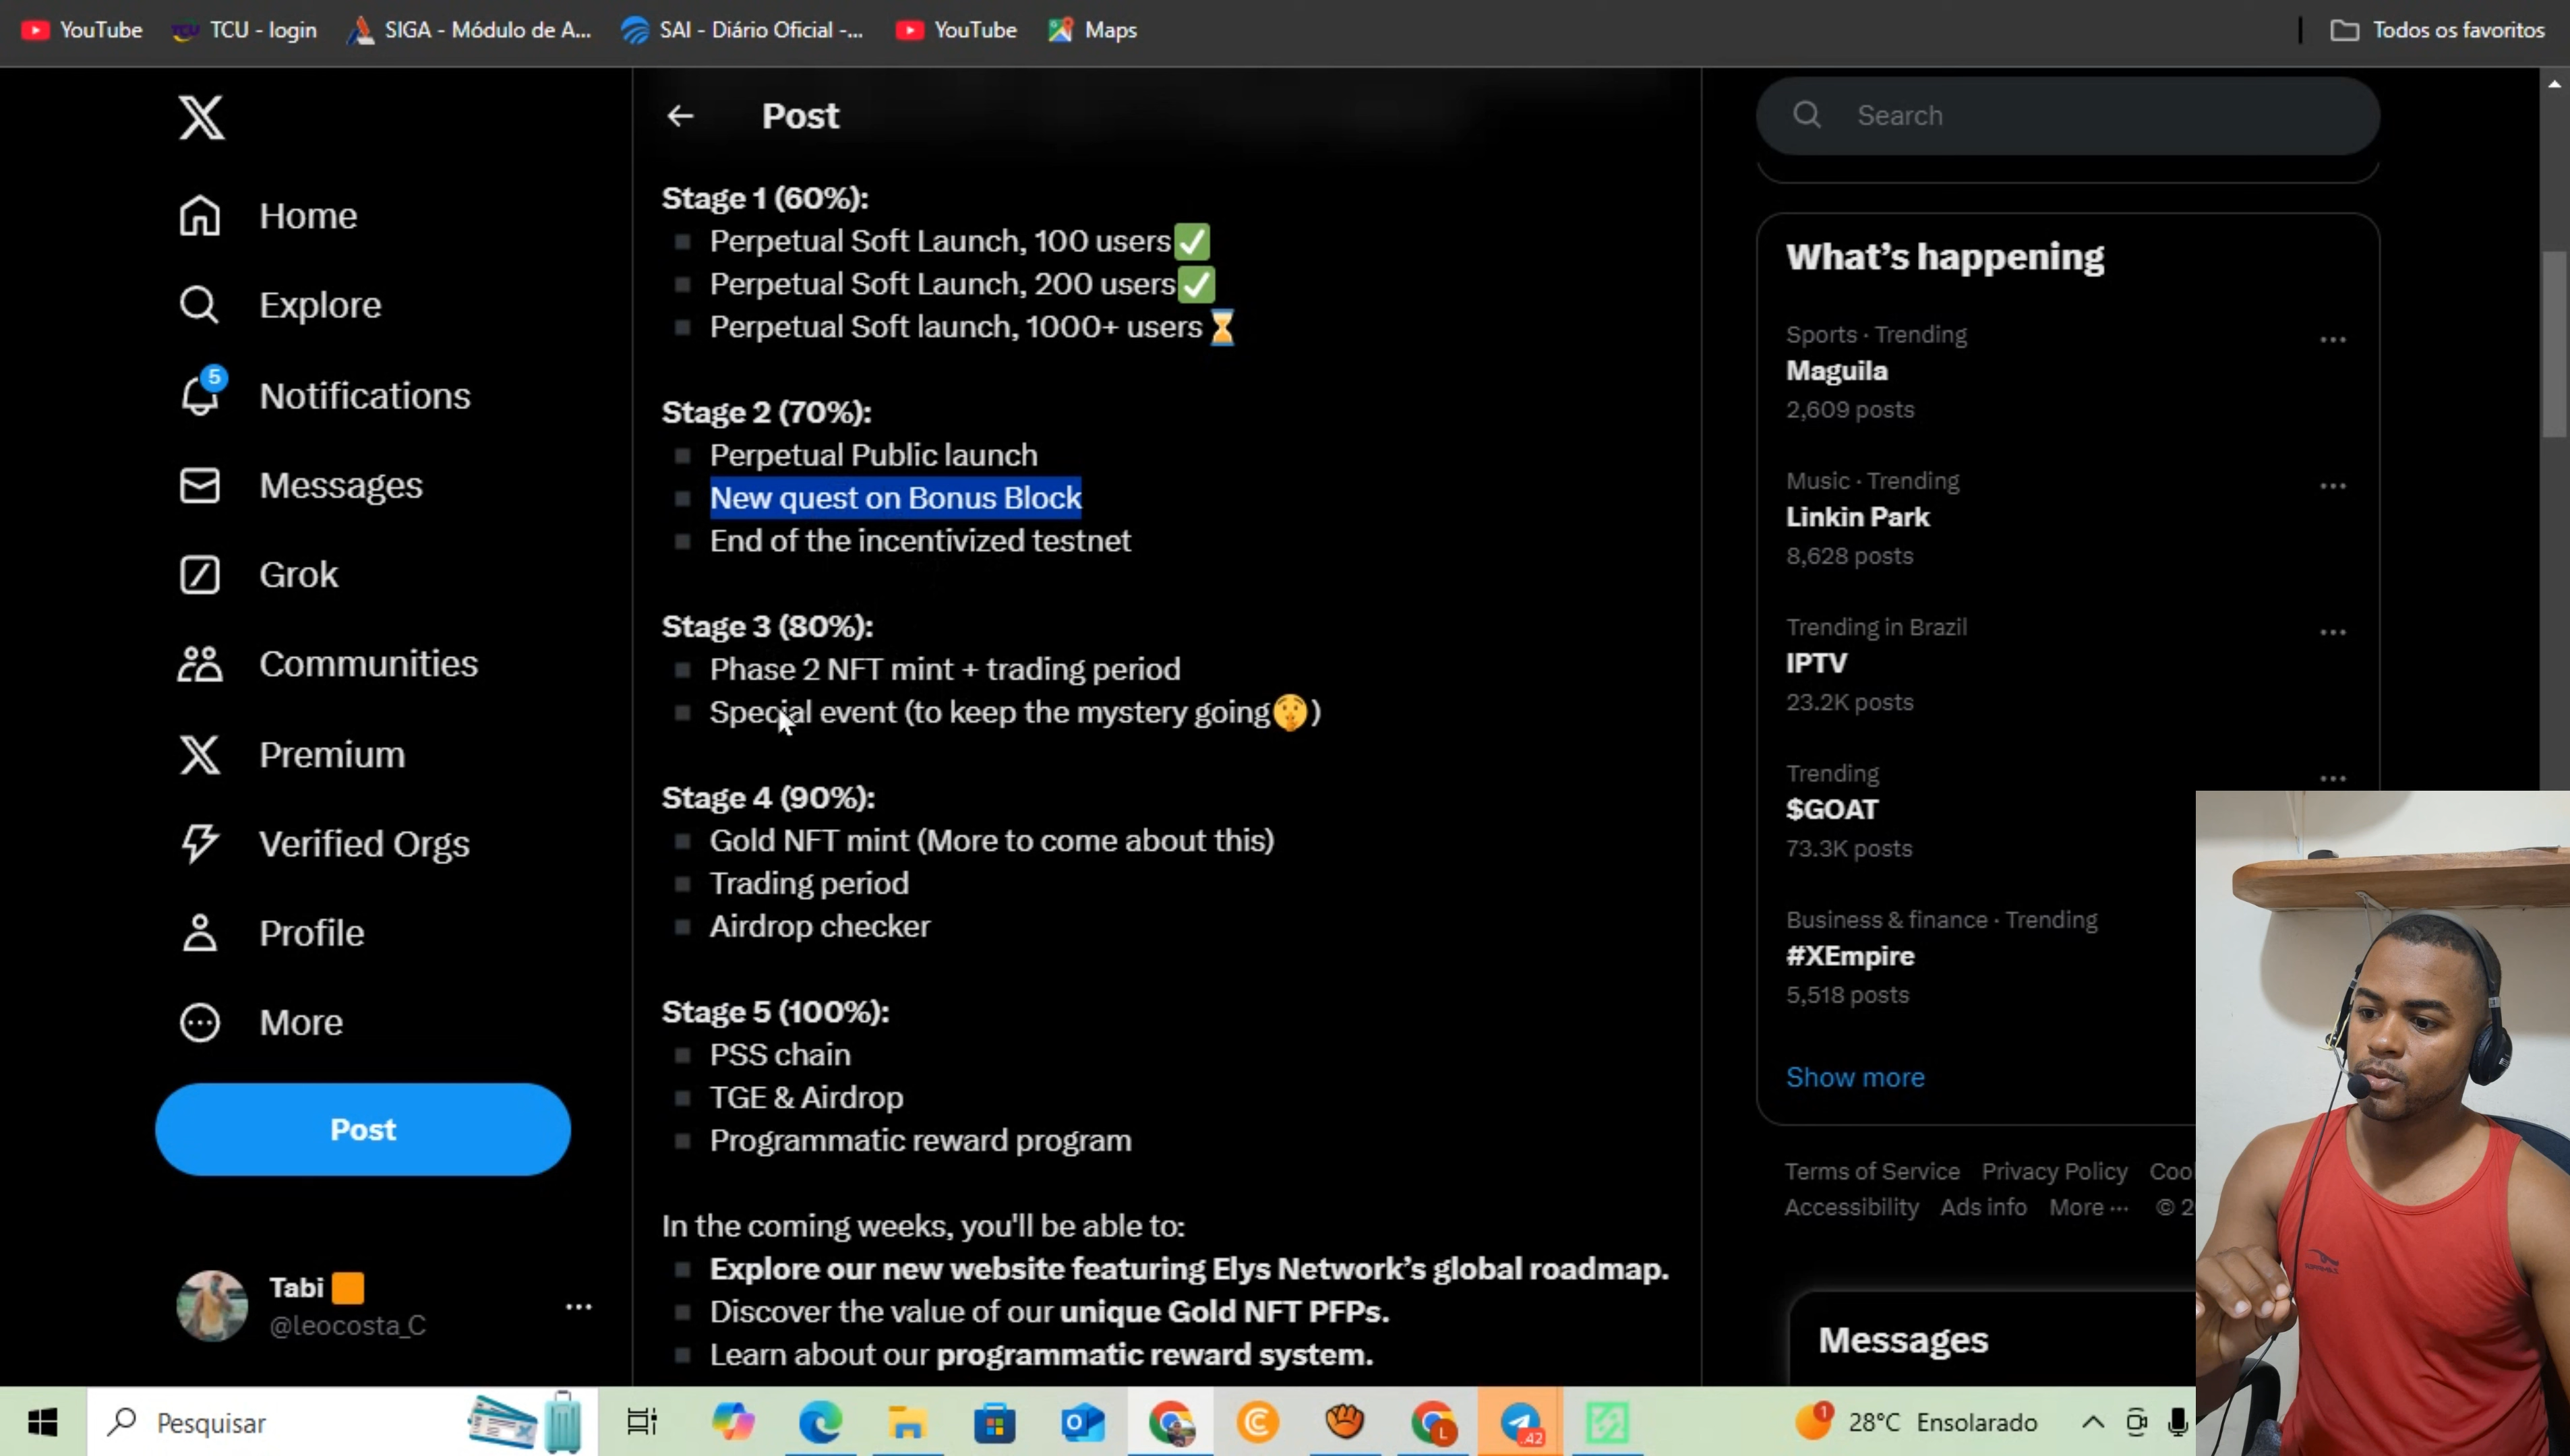 YouTube TCU - login SIGA - Módulo de A... SAI - Diário Oficial -... YouTube Maps Todos os favoritos
Home
Explore
5
Notifications
Messages
Grok
Communities
Premium
Verified Orgs
Profile
More
Post
Tabi
@leocosta_C
Post
Stage 1 (60%):
Perpetual Soft Launch, 100 users✅
Perpetual Soft Launch, 200 users✅
Perpetual Soft launch, 1000+ users⏳
Stage 2 (70%):
Perpetual Public launch
New quest on Bonus Block
End of the incentivized testnet
Stage 3 (80%):
Phase 2 NFT mint + trading period
Special event (to keep the mystery going🤫)
Stage 4 (90%):
Gold NFT mint (More to come about this)
Trading period
Airdrop checker
Stage 5 (100%):
PSS chain
TGE & Airdrop
Programmatic reward program
In the coming weeks, you'll be able to:
Explore our new website featuring Elys Network's global roadmap.
Discover the value of our unique Gold NFT PFPs.
Learn about our programmatic reward system.
Search
What's happening
Sports · Trending
Maguila
2,609 posts
Music · Trending
Linkin Park
8,628 posts
Trending in Brazil
IPTV
23.2K posts
Trending
$GOAT
73.3K posts
Business & finance · Trending
#XEmpire
5,518 posts
Show more
Terms of Service Privacy Policy Coo
Accessibility Ads info More ··· © 2
Messages
Pesquisar 42 1 28°C Ensolarado